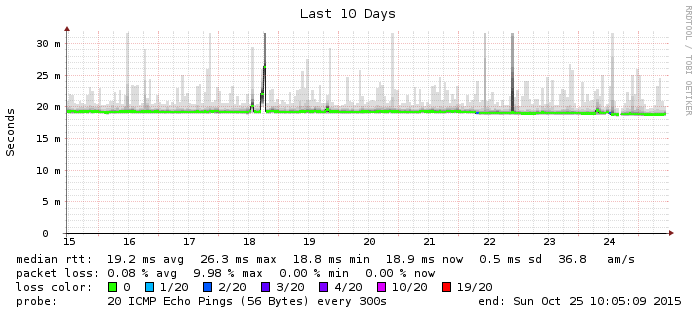 Last 10 Days
RRDTOOL / TOBI OETIKER
Seconds
30 m
25 m
20 m
15 m
10 m
5 m
0
15 16 17 18 19 20 21 22 23 24
median rtt: 19.2 ms avg 26.3 ms max 18.8 ms min 18.9 ms now 0.5 ms sd 36.8 am/s
packet loss: 0.08 % avg 9.98 % max 0.00 % min 0.00 % now
loss color: 0 1/20 2/20 3/20 4/20 10/20 19/20
probe: 20 ICMP Echo Pings (56 Bytes) every 300s end: Sun Oct 25 10:05:09 2015